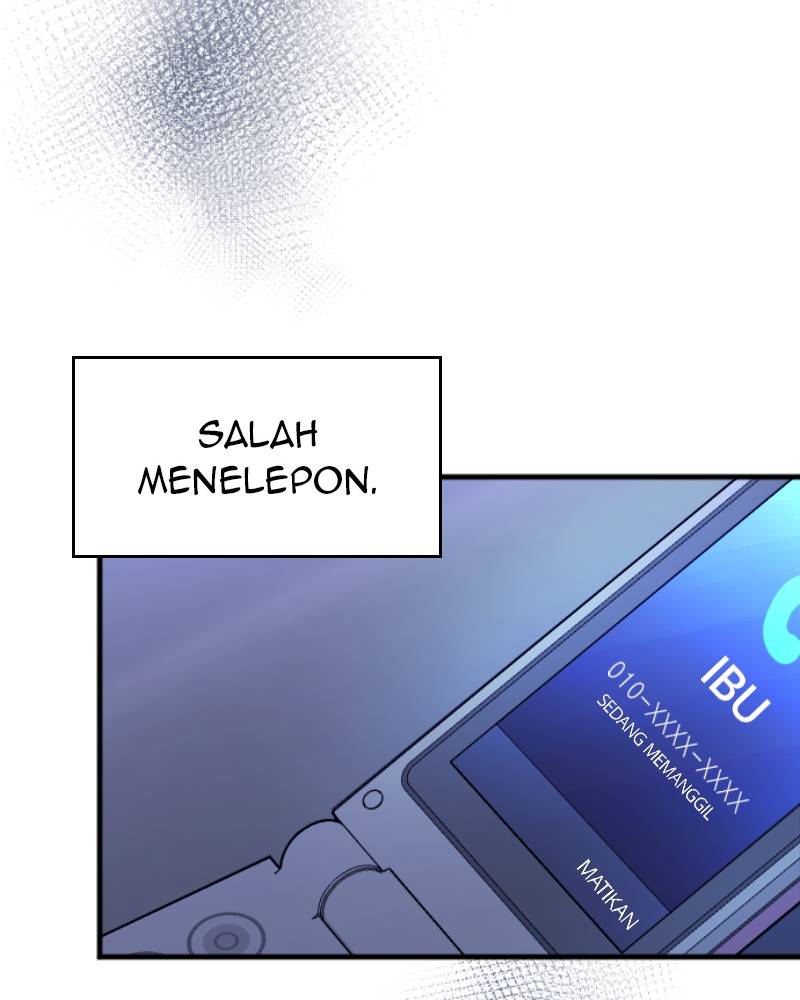 SALAH
MENELEPON.
IBU
010-XXXX-XXXX
SEDANG MEMANGGIL
MATIKAN